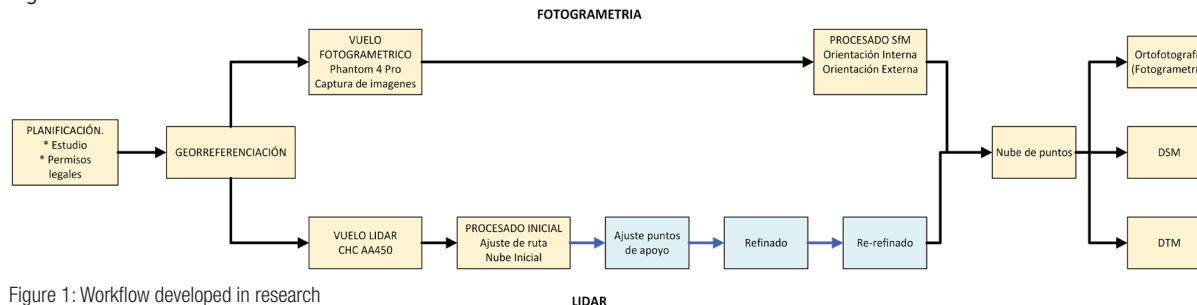 FOTOGRAMETRIA
VUELO
FOTOGRAMETRICO
Phantom 4 Pro
Captura de imagenes
PROCESADO SfM
Orientación Interna
Orientación Externa
(Fotogrametri
PLANIFICACIÓN.
* Estudio
* Permisos
legales
GEORREFERENCIACIÓN
Nube de puntos
DSM
VUELO LIDAR
CHC AA450
PROCESADO INICIAL
Ajuste de ruta
Nube Inicial
Ajuste puntos
de apoyo
Refinado
Re-refinado
DTM
Figure 1: Workflow developed in research
LIDAR